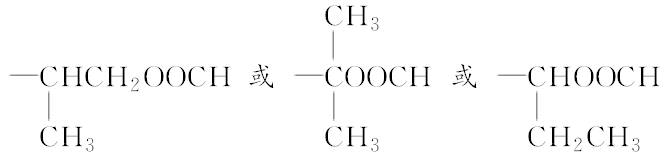 CH₃
—CHCH₂OOCH 或 —COOCH 或 —CHOOCH
CH₃ CH₃ CH₂CH₃